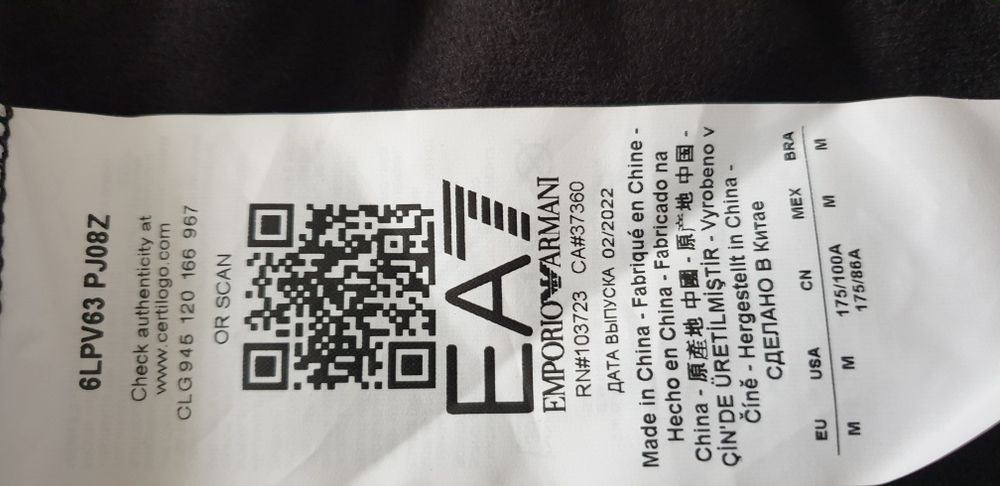 6LPV63 PJ08Z
Check authenticity at
www.certilogo.com
CLG 945 120 166 967
OR SCAN
EA7
EMPORIO ARMANI
RN#103723 CA#37360
ДАТА ВЫПУСКА 02/2022
Made in China - Fabriqué en Chine -
Hecho en China - Fabricado na
China - 原產地 中國 - 原产地 中国 -
ÇİN'DE ÜRETİLMİŞTİR - Vyrobeno v
Číně - Hergestellt in China -
СДЕЛАНО В Китае
EU USA CN MEX BRA
M M 175/100A M M
175/86A